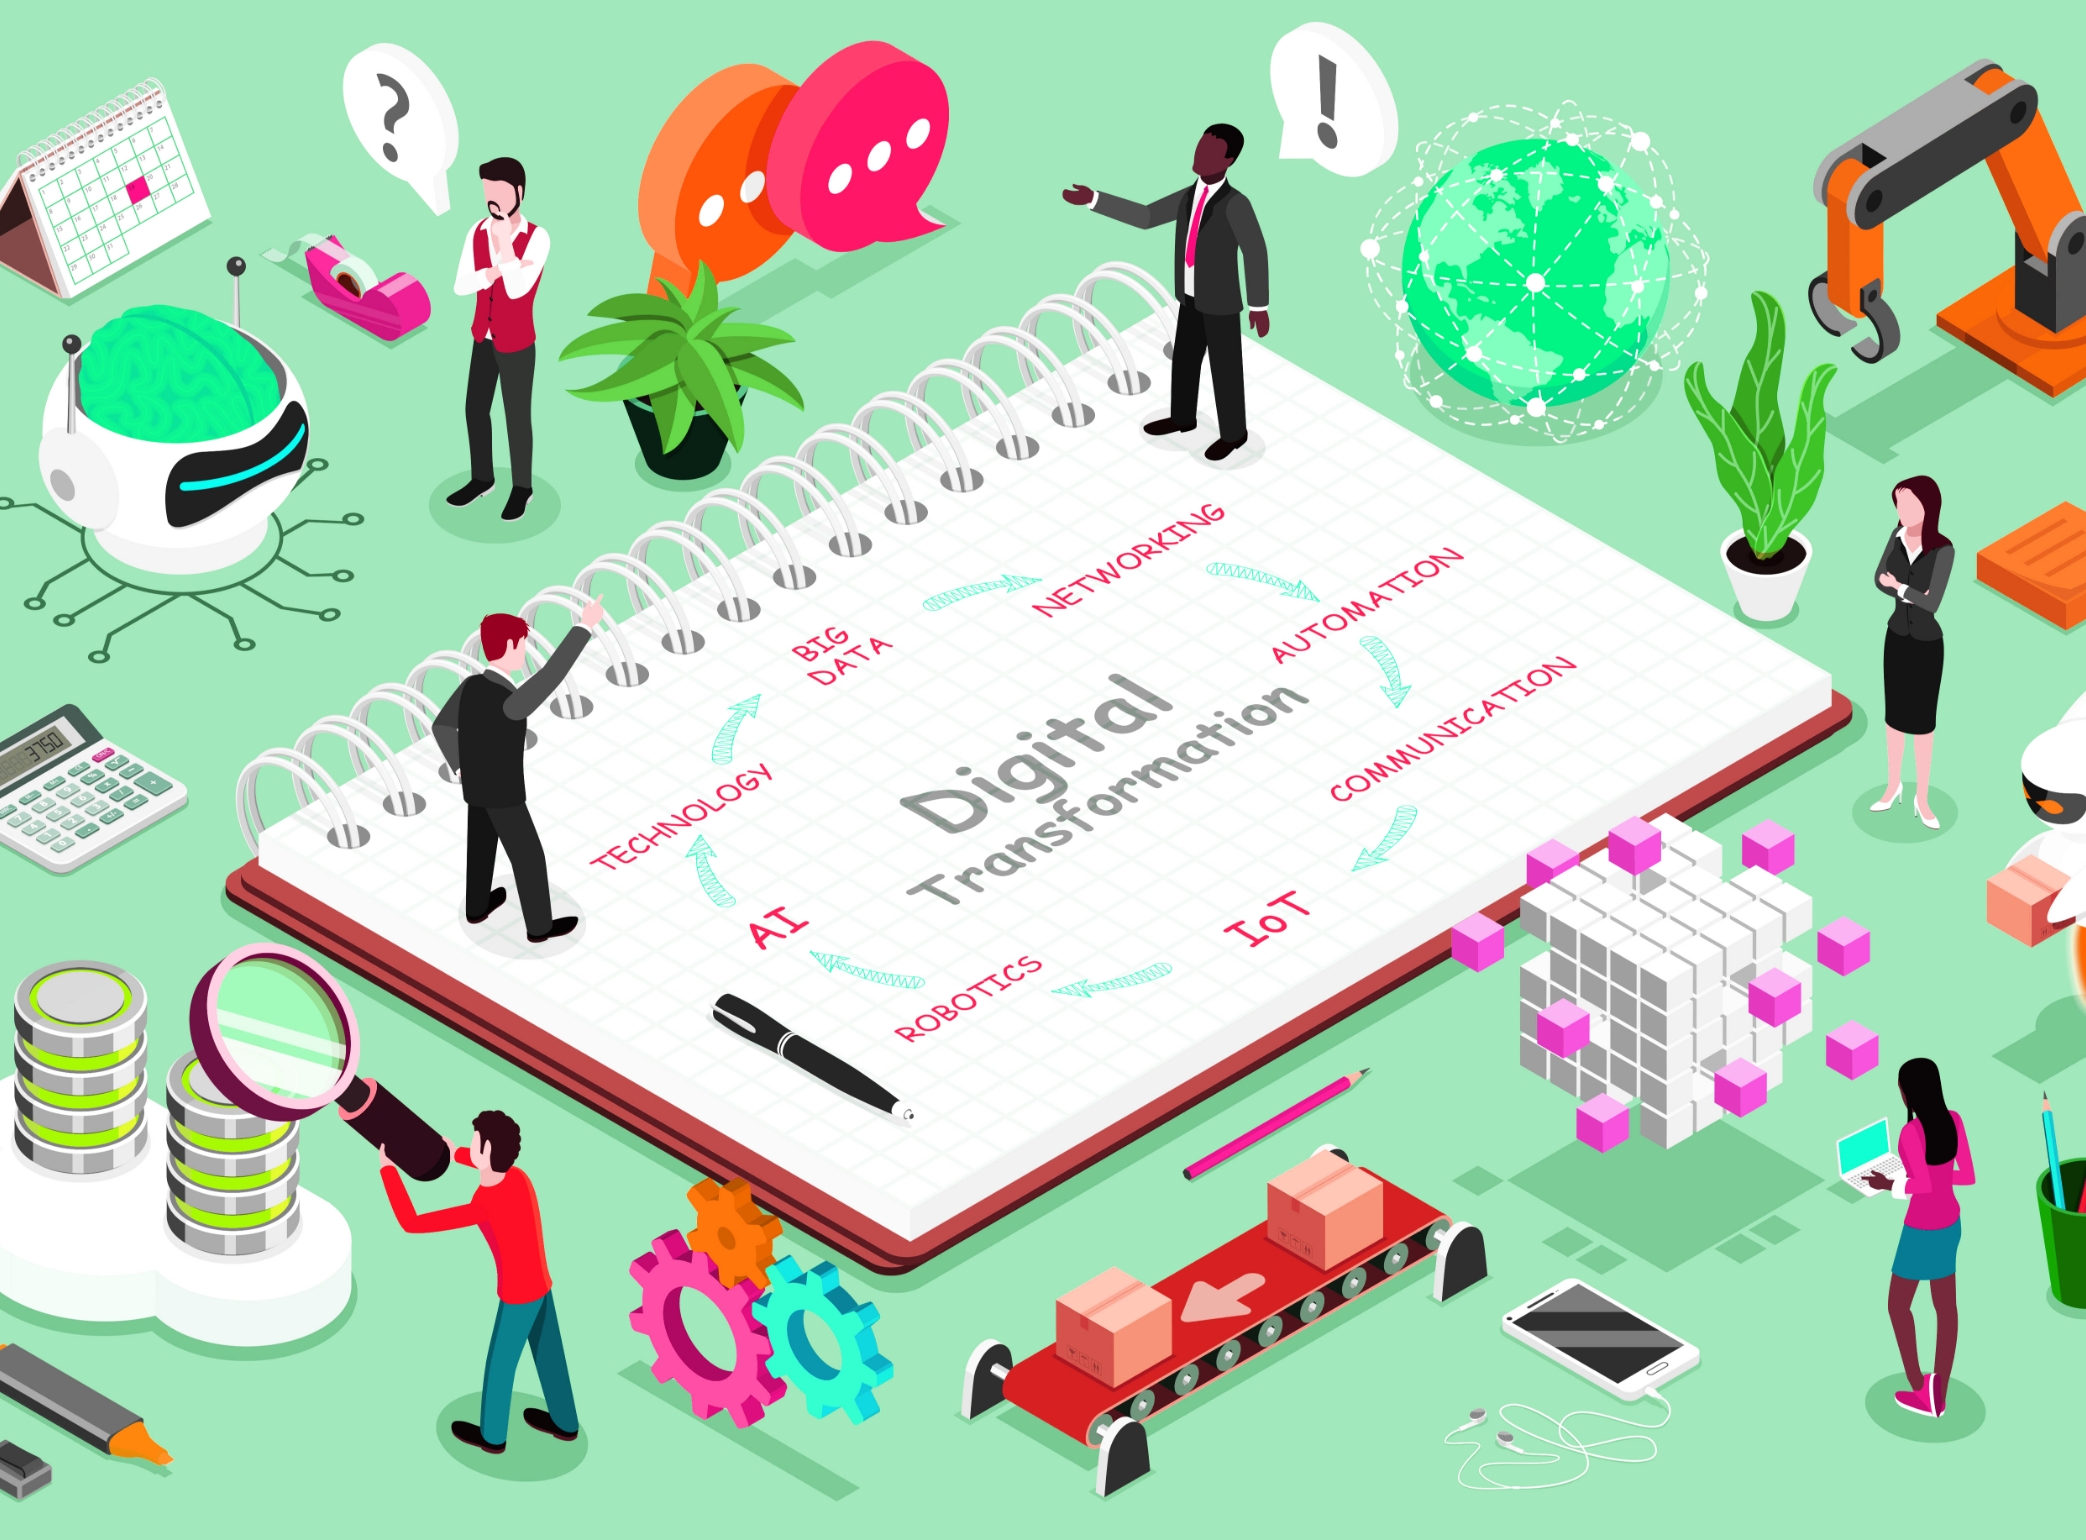 ?
!
3750
NETWORKING
AUTOMATION
BIG
DATA
COMMUNICATION
Digital
Transformation
TECHNOLOGY
AI
IoT
ROBOTICS